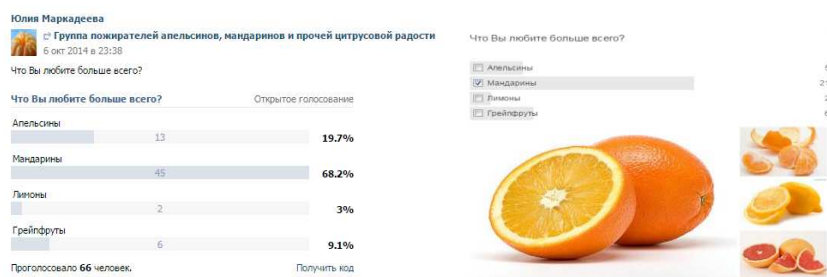 Юлия Маркадеева
Группа пожирателей апельсинов, мандаринов и прочей цитрусовой радости
6 окт 2014 в 23:38
Что Вы любите больше всего?
Что Вы любите больше всего? Открытое голосование
Апельсины
13 19.7%
Мандарины
45 68.2%
Лимоны
2 3%
Грейпфруты
6 9.1%
Проголосовало 66 человек. Получить код
Что Вы любите больше всего?
Апельсины
Мандарины
Лимоны
Грейпфруты